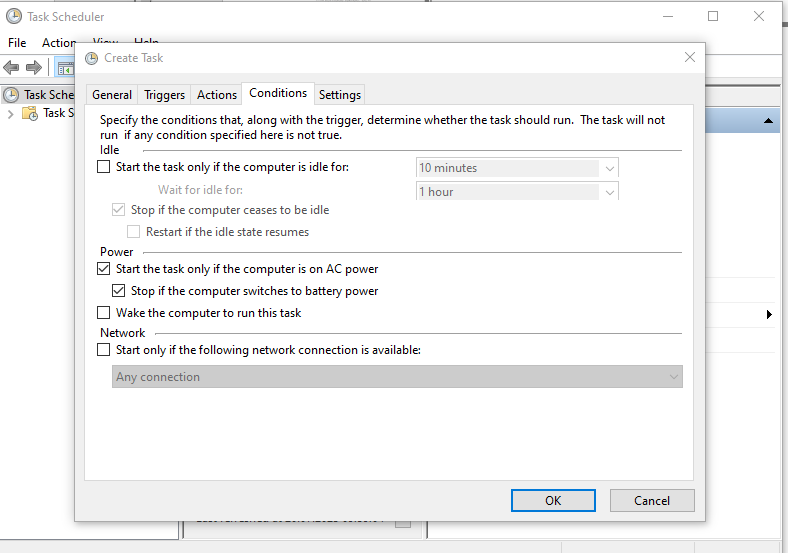 Task Scheduler
File Action View Help
Create Task
Task Sche
Task S
General Triggers Actions Conditions Settings
Specify the conditions that, along with the trigger, determine whether the task should run. The task will not
run if any condition specified here is not true.
Idle
Start the task only if the computer is idle for: 10 minutes
Wait for idle for: 1 hour
Stop if the computer ceases to be idle
Restart if the idle state resumes
Power
Start the task only if the computer is on AC power
Stop if the computer switches to battery power
Wake the computer to run this task
Network
Start only if the following network connection is available:
Any connection
OK Cancel